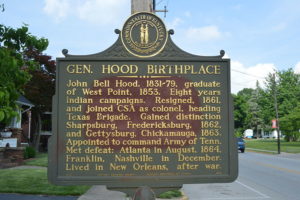 GEN. HOOD BIRTHPLACE
John Bell Hood, 1831-79, graduate
of West Point, 1853. Eight years
Indian campaigns. Resigned, 1861,
and joined CSA as colonel, heading
Texas Brigade. Gained distinction
Sharpsburg, Fredericksburg, 1862,
and Gettysburg, Chickamauga, 1863.
Appointed to command Army of Tenn.
Met defeat: Atlanta in August, 1864,
Franklin, Nashville in December.
Lived in New Orleans, after war.